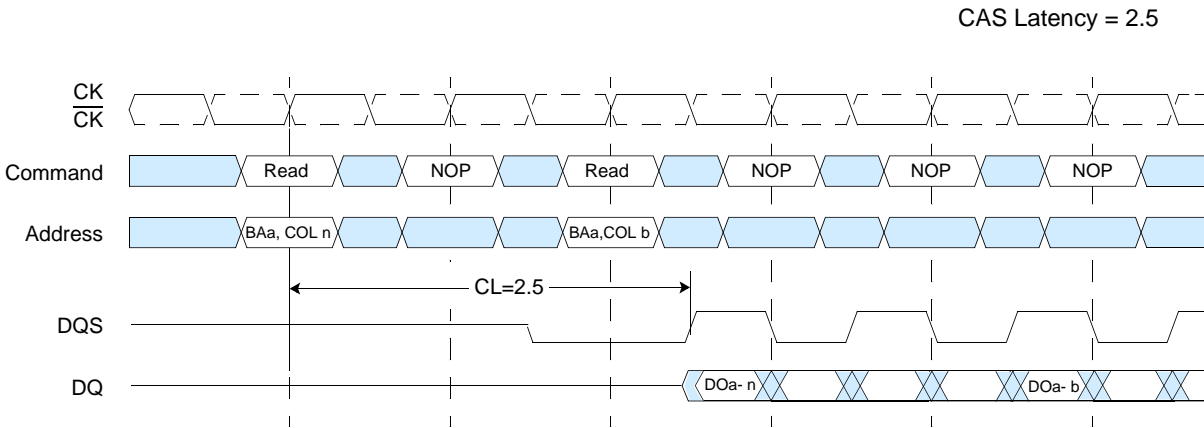 CAS Latency = 2.5
CK
CK
Command Read NOP Read NOP NOP NOP
Address BAa, COL n BAa,COL b
CL=2.5
DQS
DQ DOa- n DOa- b